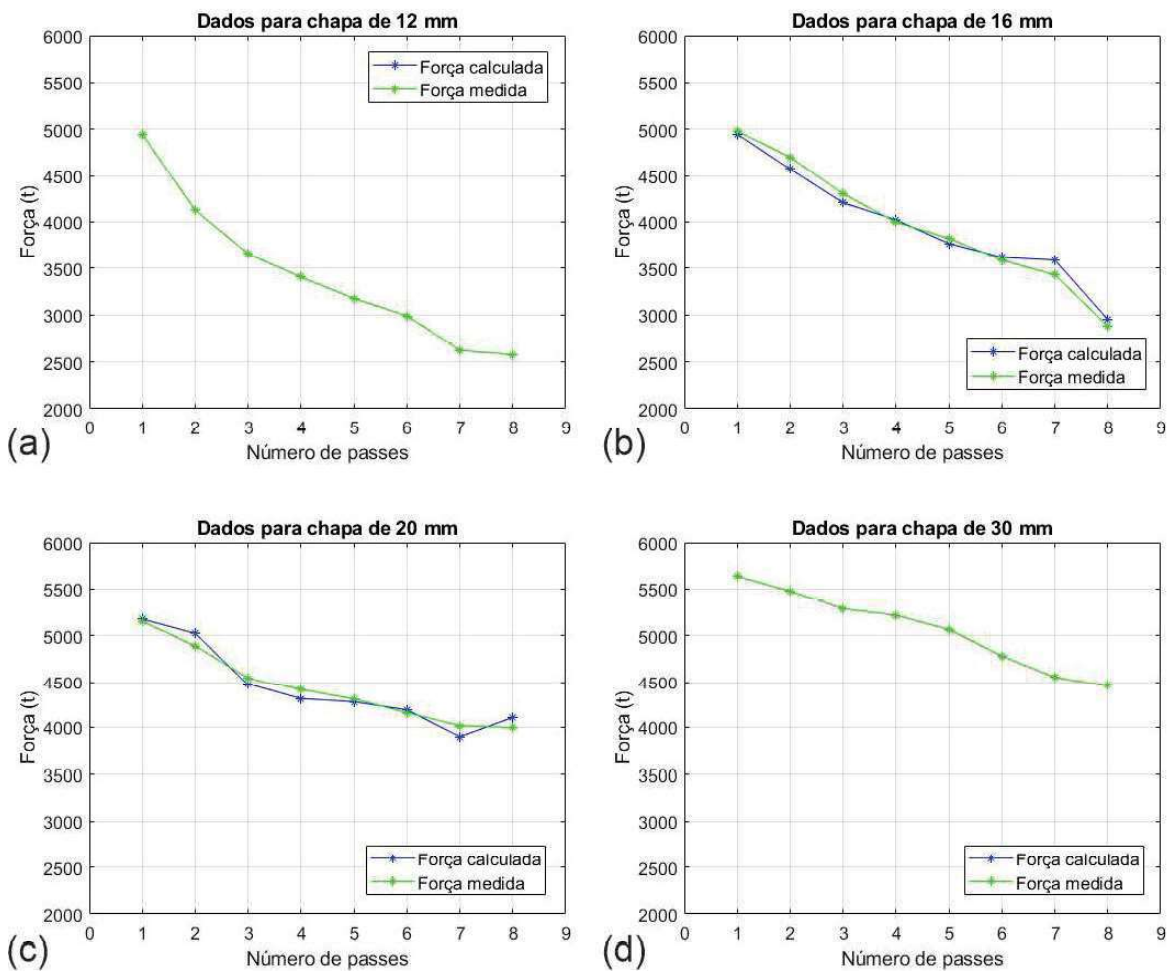 Dados para chapa de 12 mm
6000
5500
5000
4500
4000
3500
3000
2500
2000
Força (t)
Força calculada
Força medida
0 1 2 3 4 5 6 7 8 9
Número de passes
(a)
Dados para chapa de 16 mm
6000
5500
5000
4500
4000
3500
3000
2500
2000
Força (t)
Força calculada
Força medida
0 1 2 3 4 5 6 7 8 9
Número de passes
(b)
Dados para chapa de 20 mm
6000
5500
5000
4500
4000
3500
3000
2500
2000
Força (t)
Força calculada
Força medida
0 1 2 3 4 5 6 7 8 9
Número de passes
(c)
Dados para chapa de 30 mm
6000
5500
5000
4500
4000
3500
3000
2500
2000
Força (t)
Força calculada
Força medida
0 1 2 3 4 5 6 7 8 9
Número de passes
(d)